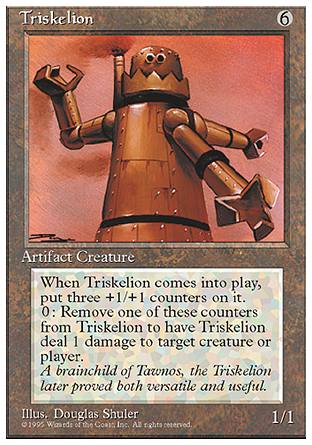 Triskelion 6
Artifact Creature
When Triskelion comes into play,
put three +1/+1 counters on it.
0: Remove one of these counters
from Triskelion to have Triskelion
deal 1 damage to target creature or
player.
A brainchild of Tawnos, the Triskelion
later proved both versatile and useful.
Illus. Douglas Shuler
©1995 Wizards of the Coast, Inc. All rights reserved.
1/1